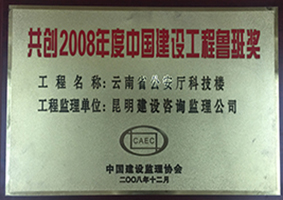 共创2008年度中国建设工程鲁班奖
工程名称：云南省公安厅科技楼
工程监理单位：昆明建设咨询监理公司
CAEC
中国建设监理协会
二○○八年十二月